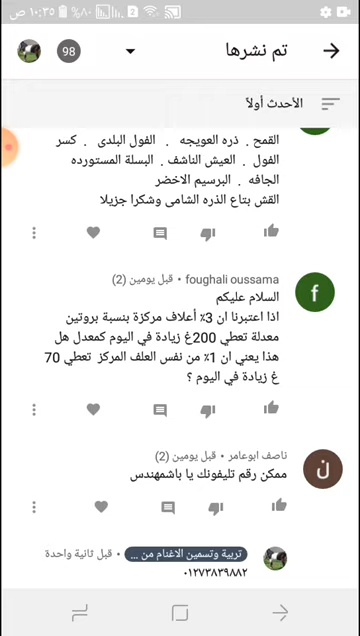 ١٠:٣٥ ص ٨٠٪
تم نشرها
98
الأحدث أولاً
القمح . ذره العويجه . الفول البلدى . كسر
الفول . العيش الناشف . البسلة المستورده
الجافه . البرسيم الاخضر
القش بتاع الذره الشامى وشكرا جزيلا
foughali oussama • قبل يومين (2)
السلام عليكم
اذا اعتبرنا ان 3٪ أعلاف مركزة بنسبة بروتين
معدلة تعطي 200غ زيادة في اليوم كمعدل هل
هذا يعني ان 1٪ من نفس العلف المركز تعطي 70
غ زيادة في اليوم ؟
f
ناصف ابوعامر • قبل يومين (2)
ممكن رقم تليفونك يا باشمهندس
ن
تربية وتسمين الاغنام من ... • قبل ثانية واحدة
٠١٢٧٣٨٣٩٨٨٢